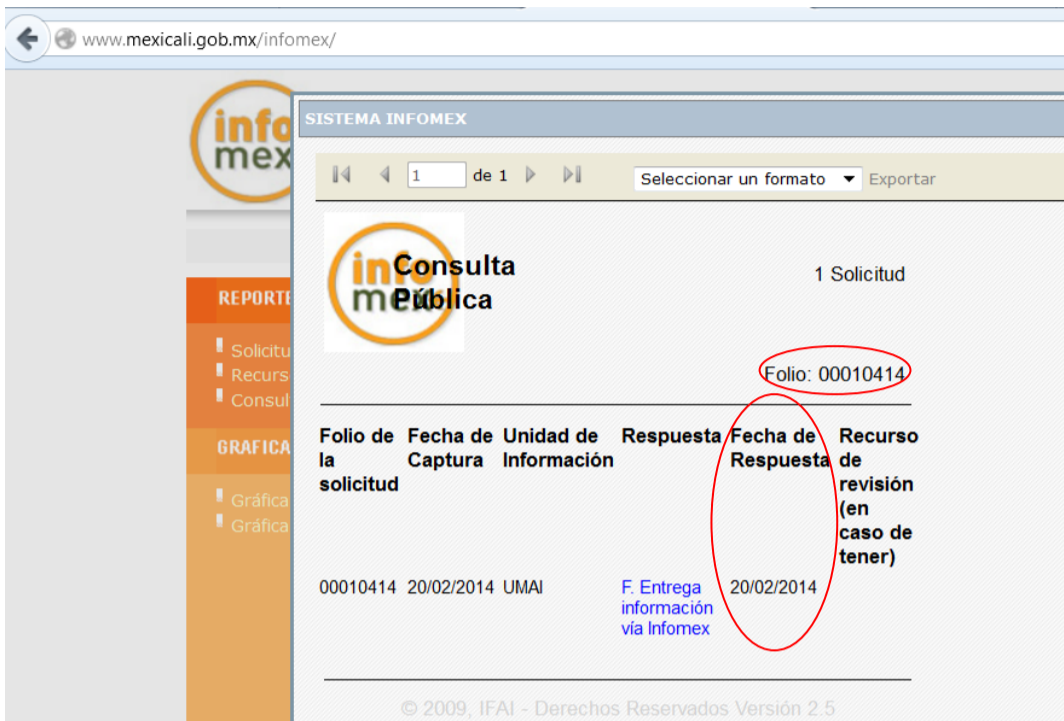 www.mexicali.gob.mx/infomex/
info
mex
SISTEMA INFOMEX
1 de 1 Seleccionar un formato Exportar
info
mex
Consulta
Pública
1 Solicitud
REPORTE
Solicitu
Recurs
Consul
GRAFICA
Gráfica
Gráfica
Folio: 00010414
Folio de la solicitud
Fecha de Captura
Unidad de Información
Respuesta
Fecha de Respuesta
Recurso de revisión (en caso de tener)
00010414 20/02/2014 UMAI F. Entrega información vía Infomex 20/02/2014
© 2009, IFAI - Derechos Reservados Versión 2.5